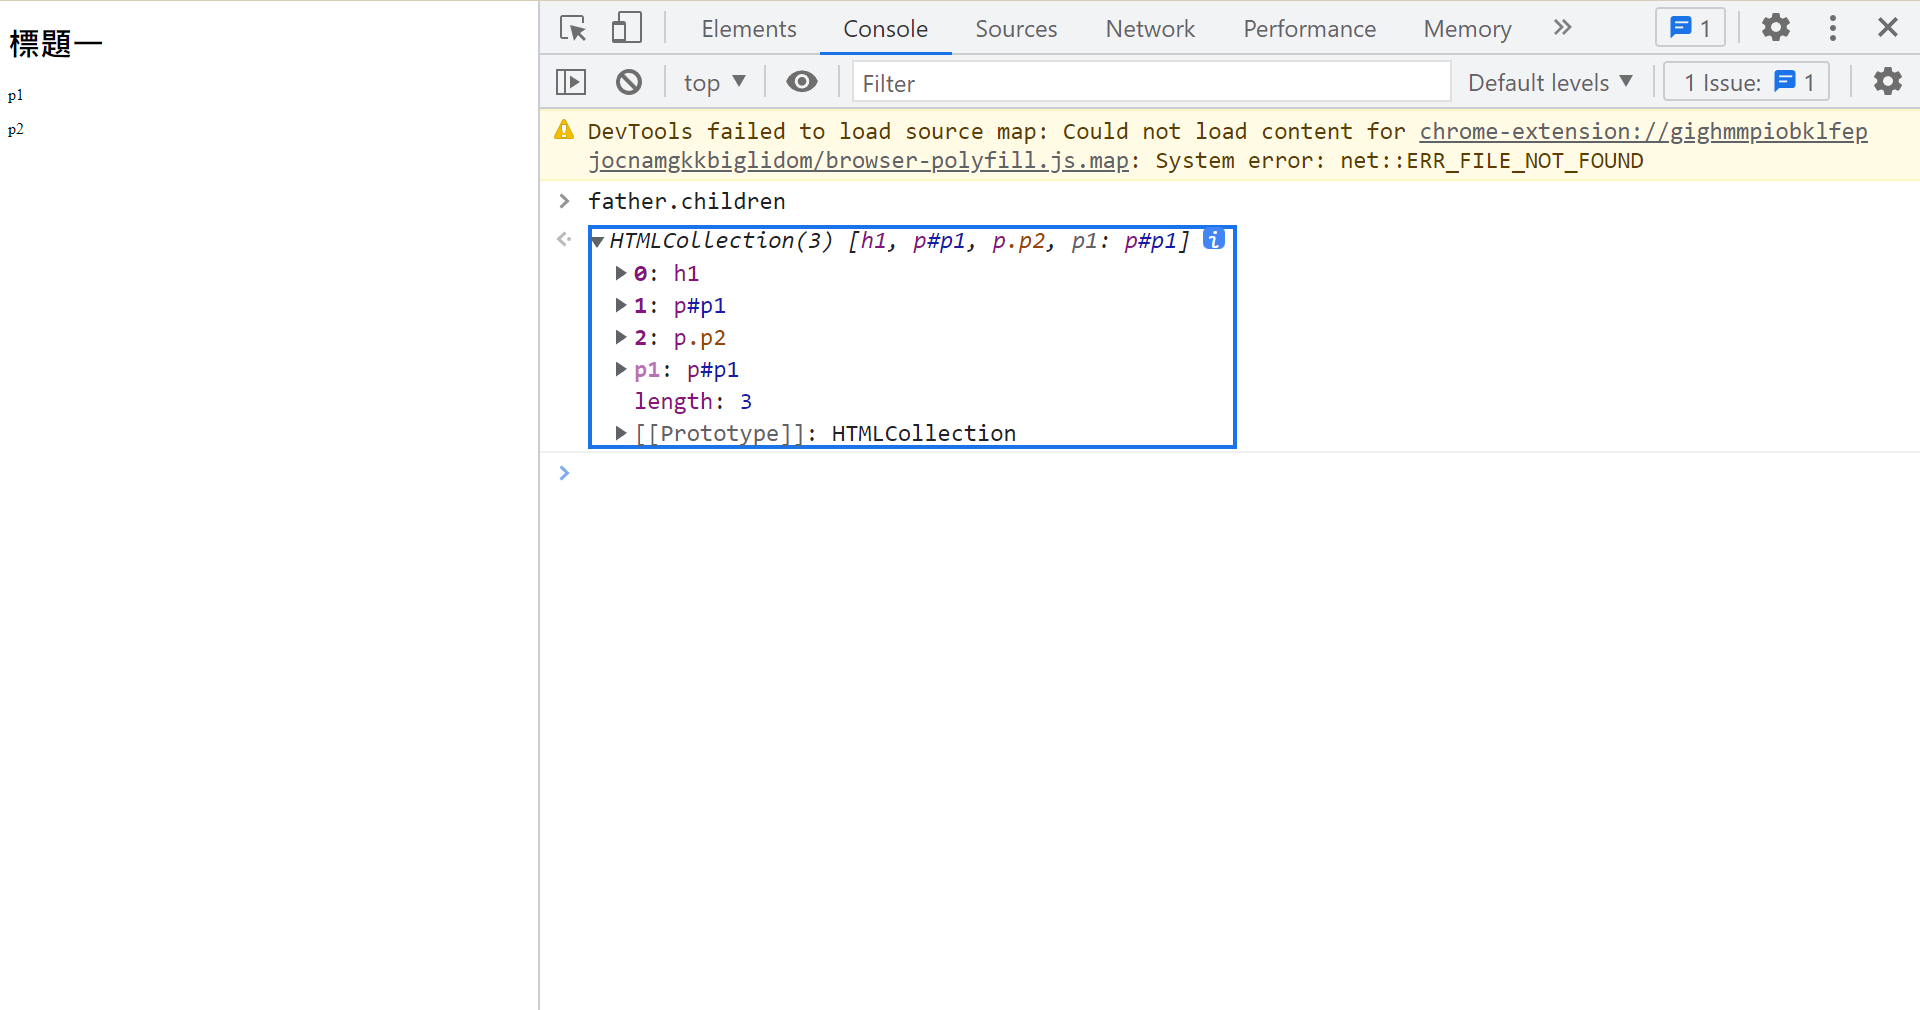 標題一
p1
p2
Elements Console Sources Network Performance Memory 1
top Filter Default levels 1 Issue: 1
DevTools failed to load source map: Could not load content for chrome-extension://gighmmpiobklfep
jocnamgkkbiglidom/browser-polyfill.js.map: System error: net::ERR_FILE_NOT_FOUND
father.children
HTMLCollection(3) [h1, p#p1, p.p2, p1: p#p1]
0: h1
1: p#p1
2: p.p2
p1: p#p1
length: 3
[[Prototype]]: HTMLCollection